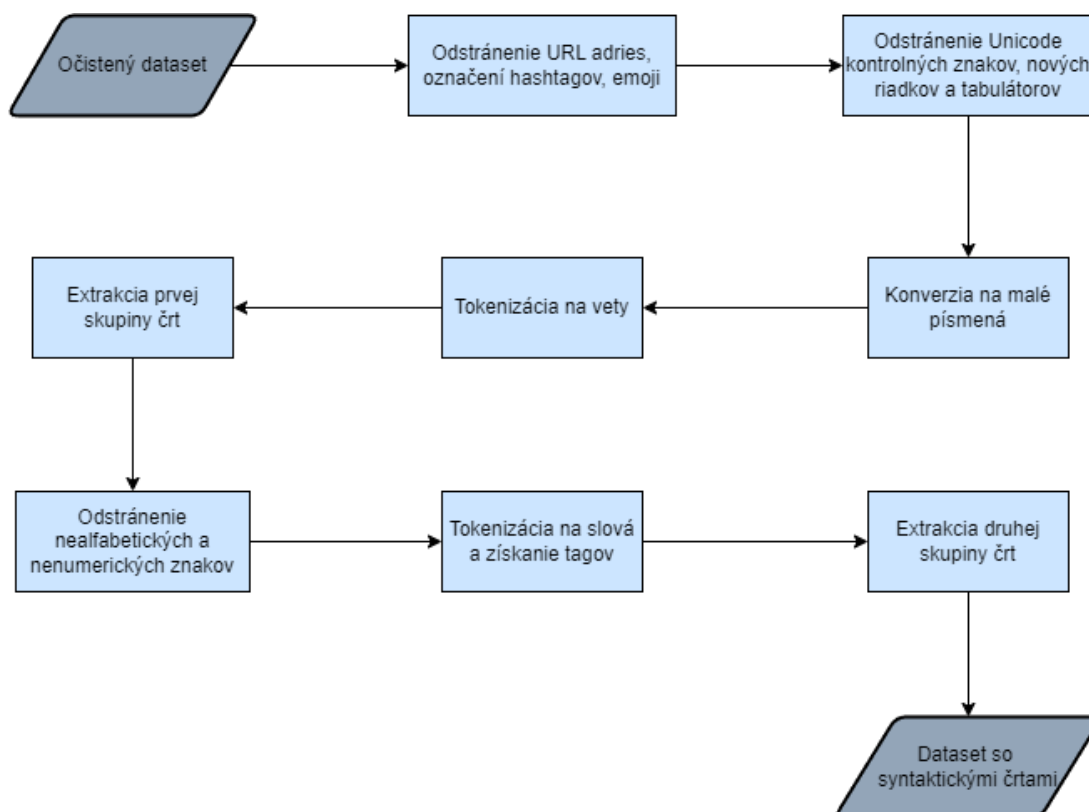 Očistený dataset
Odstránenie URL adries,
označení hashtagov, emoji
Odstránenie Unicode
kontrolných znakov, nových
riadkov a tabulátorov
Konverzia na malé
písmená
Tokenizácia na vety
Extrakcia prvej
skupiny čŕt
Odstránenie
nealfabetických a
nenumerických znakov
Tokenizácia na slová
a získanie tagov
Extrakcia druhej
skupiny čŕt
Dataset so
syntaktickými črtami